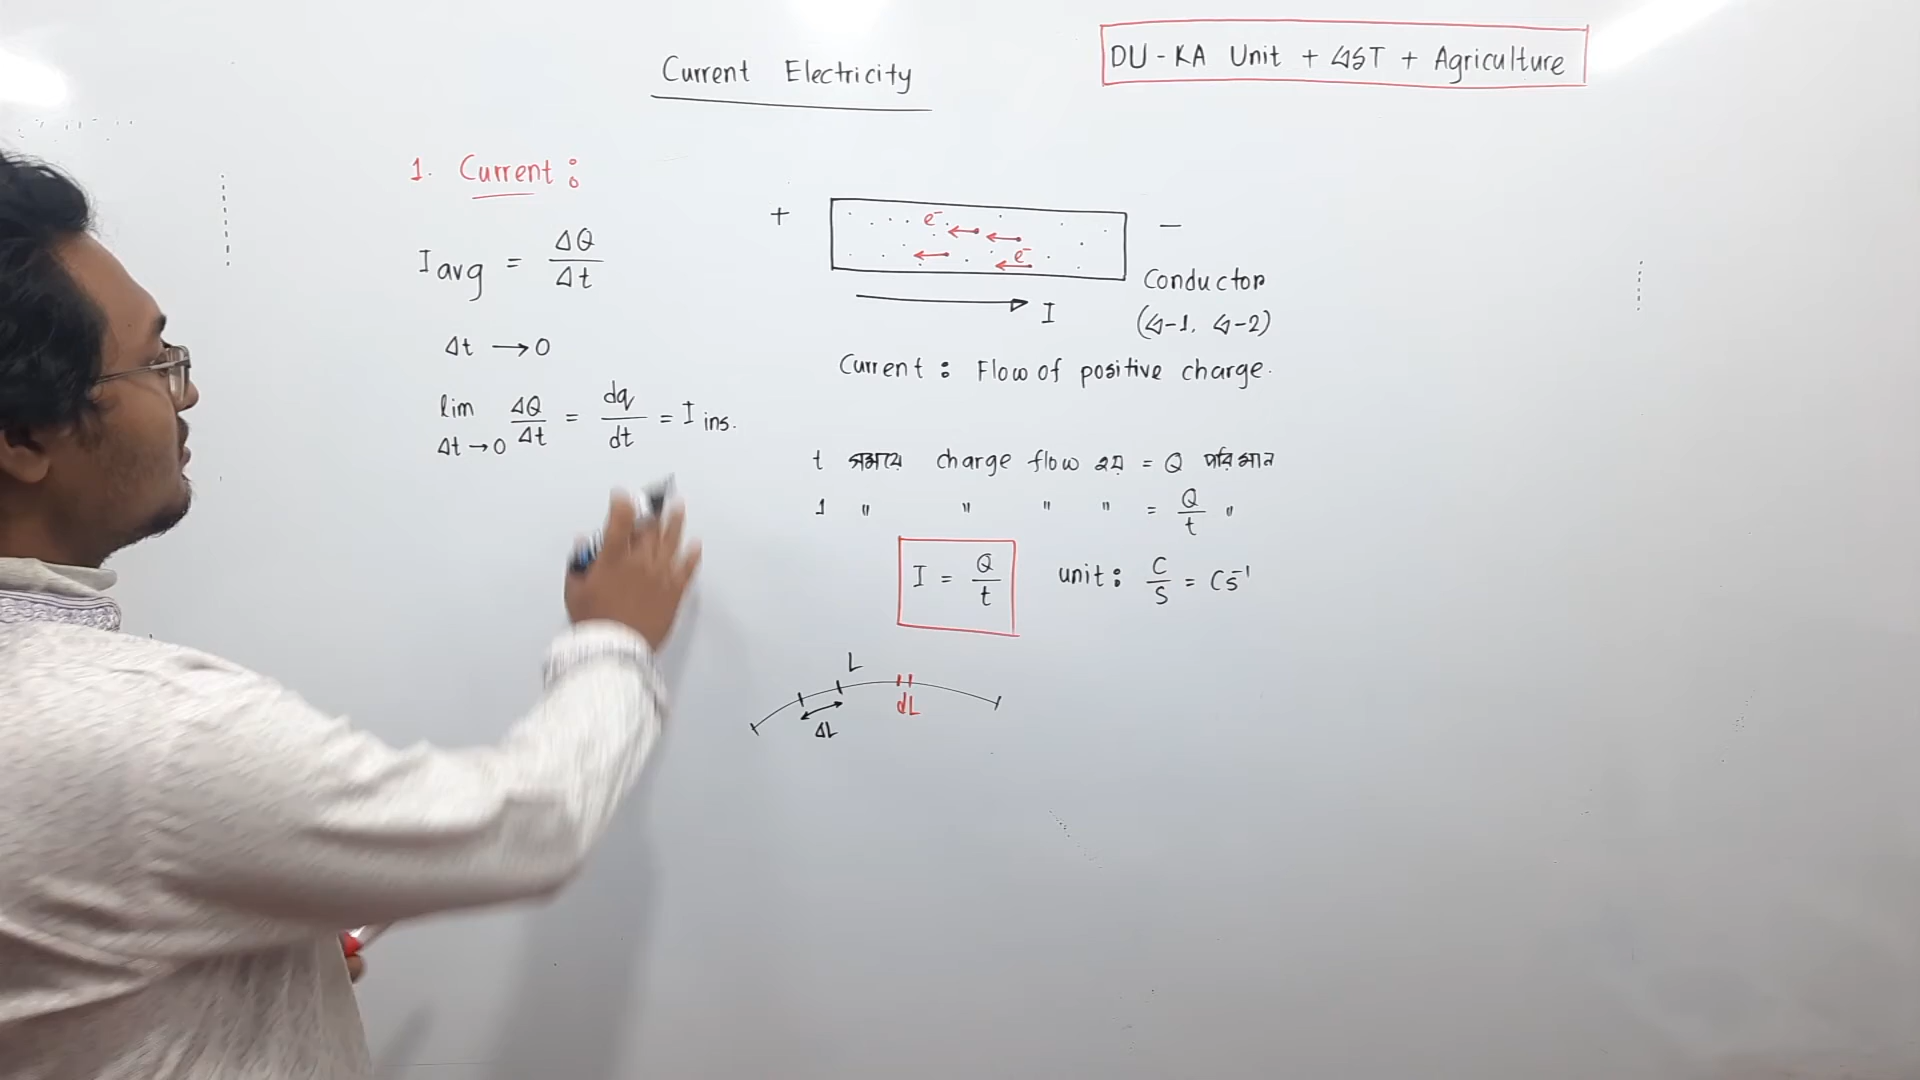 Current Electricity
DU - KA Unit + GST + Agriculture
1. Current :
I avg = ΔQ / Δt
Δt → 0
lim Δt→0 ΔQ/Δt = dq/dt = I ins.
+ e⁻ e⁻ −
I
Conductor
(G-1, G-2)
Current : Flow of positive charge.
t সময়ে charge flow হয় = Q পরিমান
1 " " " " = Q/t "
I = Q/t unit : C/S = CS⁻¹
L
ΔL
dL